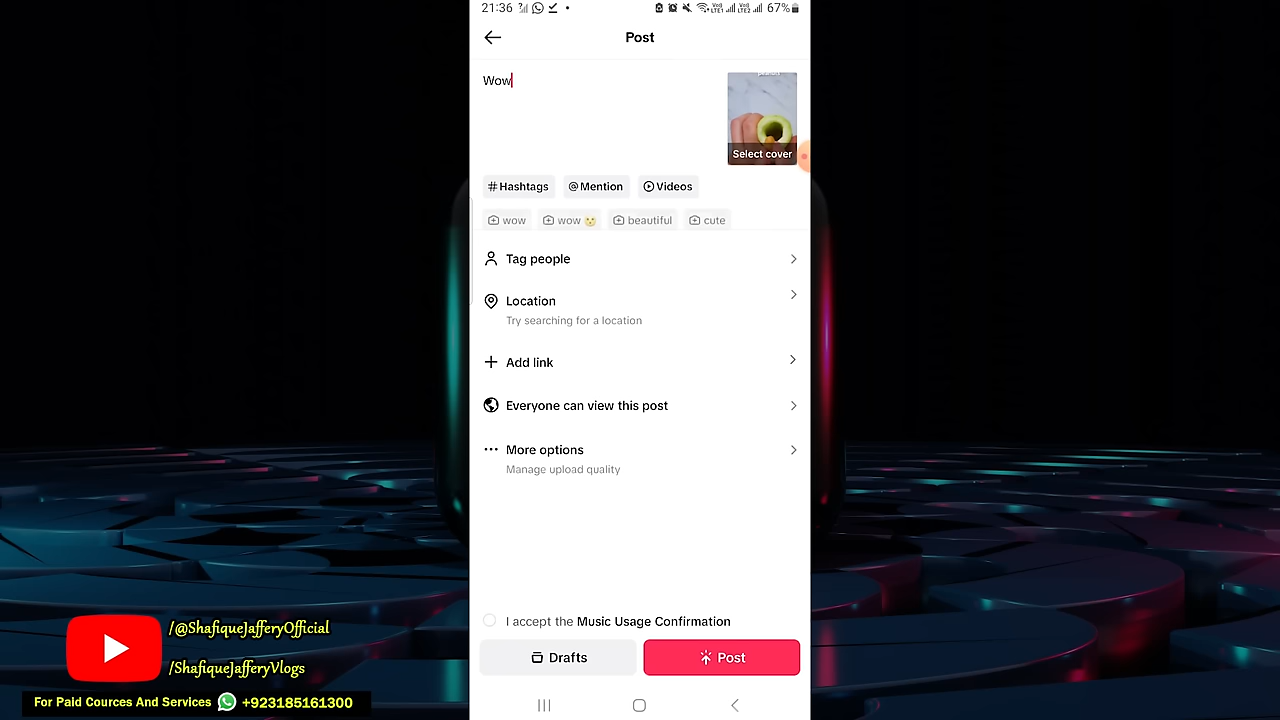 21:36
67%
Post
Wow
Select cover
#Hashtags
@Mention
Videos
wow
wow
beautiful
cute
Tag people
Location
Try searching for a location
Add link
Everyone can view this post
More options
Manage upload quality
I accept the Music Usage Confirmation
Drafts
Post
/@ShafiqueJafferyOfficial
/ShafiqueJafferyVlogs
For Paid Cources And Services +923185161300